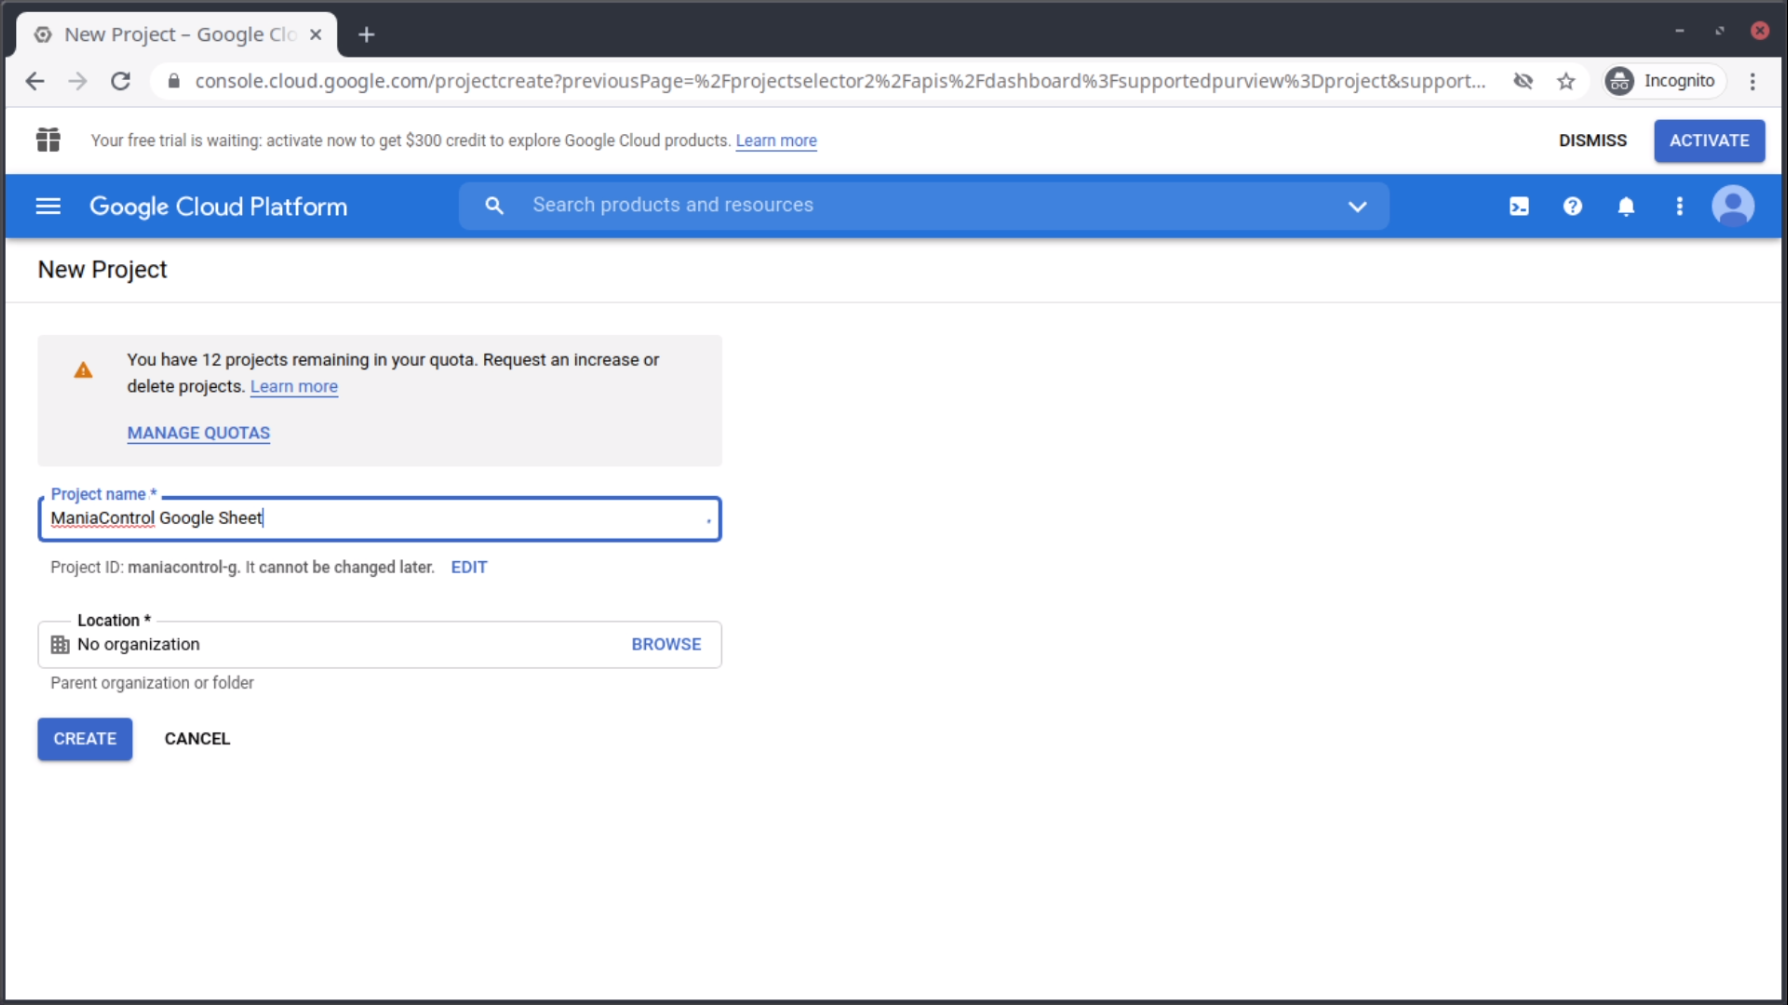 New Project – Google Clo
console.cloud.google.com/projectcreate?previousPage=%2Fprojectselector2%2Fapis%2Fdashboard%3Fsupportedpurview%3Dproject&support...
Incognito
Your free trial is waiting: activate now to get $300 credit to explore Google Cloud products. Learn more
DISMISS
ACTIVATE
Google Cloud Platform
Search products and resources
New Project
You have 12 projects remaining in your quota. Request an increase or
delete projects. Learn more
MANAGE QUOTAS
Project name *
ManiaControl Google Sheet
Project ID: maniacontrol-g. It cannot be changed later. EDIT
Location *
No organization
BROWSE
Parent organization or folder
CREATE
CANCEL